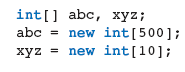 int[] abc, xyz;
abc = new int[500];
xyz = new int[10];